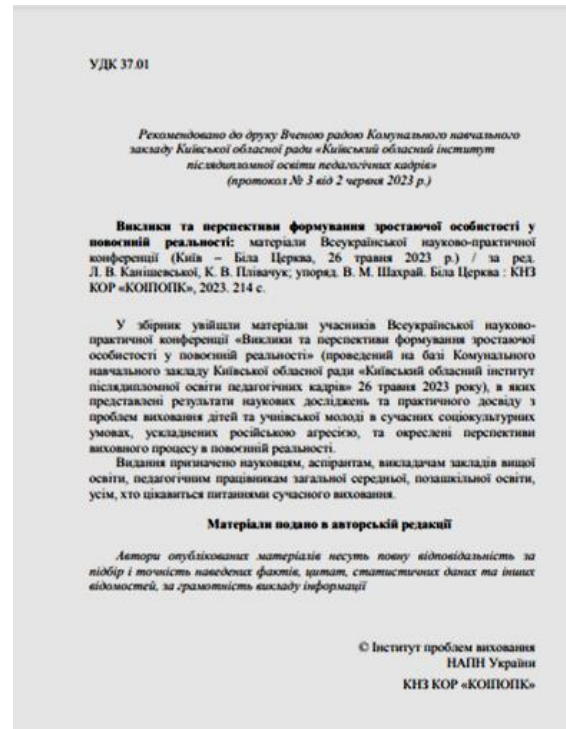 УДК 37.01
Рекомендовано до друку Вченою радою Комунального навчального
закладу Київської обласної ради «Київський обласний інститут
післядипломної освіти педагогічних кадрів»
(протокол № 3 від 2 червня 2023 р.)
Виклики та перспективи формування зростаючої особистості у
повоєнній реальності: матеріали Всеукраїнської науково-практичної
конференції (Київ – Біла Церква, 26 травня 2023 р.) / за ред.
Л. В. Канішевської, К. В. Плівачук; упоряд. В. М. Шахрай. Біла Церква : КНЗ
КОР «КОІПОПК», 2023. 214 с.
У збірник увійшли матеріали учасників Всеукраїнської науково-
практичної конференції «Виклики та перспективи формування зростаючої
особистості у повоєнній реальності» (проведений на базі Комунального
навчального закладу Київської обласної ради «Київський обласний інститут
післядипломної освіти педагогічних кадрів» 26 травня 2023 року), в яких
представлені результати наукових досліджень та практичного досвіду з
проблем виховання дітей та учнівської молоді в сучасних соціокультурних
умовах, ускладнених російською агресією, та окреслені перспективи
виховного процесу в повоєнній реальності.
Видання призначено науковцям, аспірантам, викладачам закладів вищої
освіти, педагогічним працівникам загальної середньої, позашкільної освіти,
усім, хто цікавиться питаннями сучасного виховання.
Матеріали подано в авторській редакції
Автори опублікованих матеріалів несуть повну відповідальність за
підбір і точність наведених фактів, цитат, статистичних даних та інших
відомостей, за грамотність викладу інформації
© Інститут проблем виховання
НАПН України
КНЗ КОР «КОІПОПК»